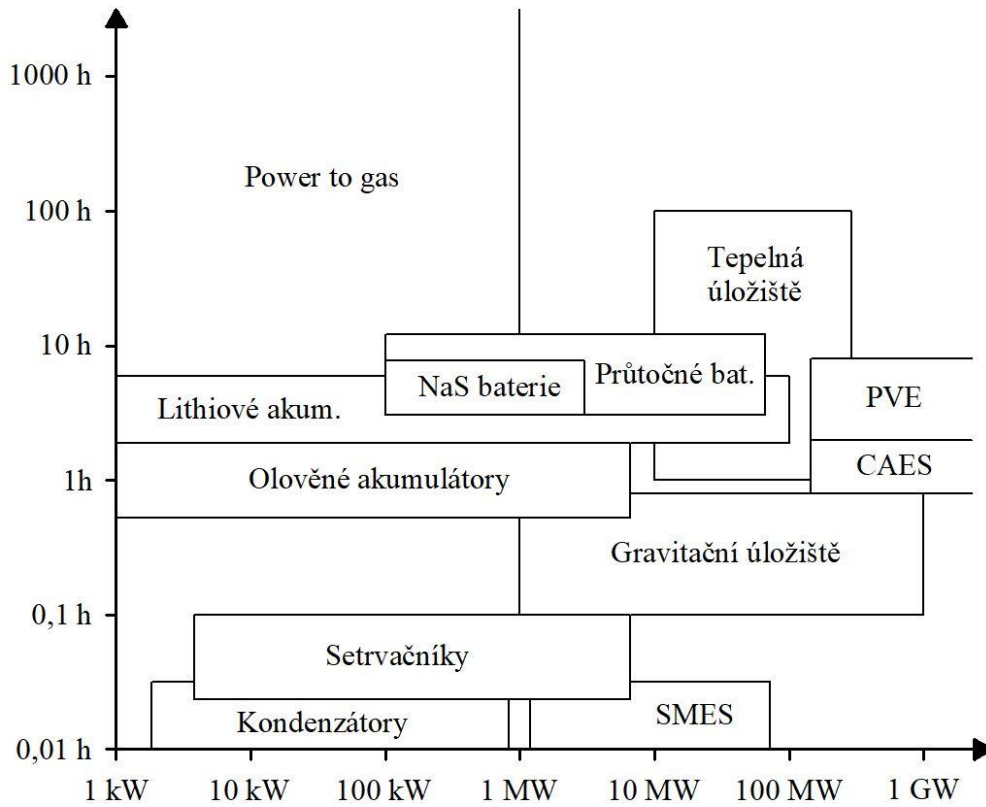 1000 h
Power to gas
100 h
Tepelná
úložiště
10 h
NaS baterie
Průtočné bat.
PVE
Lithiové akum.
CAES
1h
Olověné akumulátory
Gravitační úložiště
0,1 h
Setrvačníky
Kondenzátory
SMES
0,01 h
1 kW
10 kW
100 kW
1 MW
10 MW
100 MW
1 GW